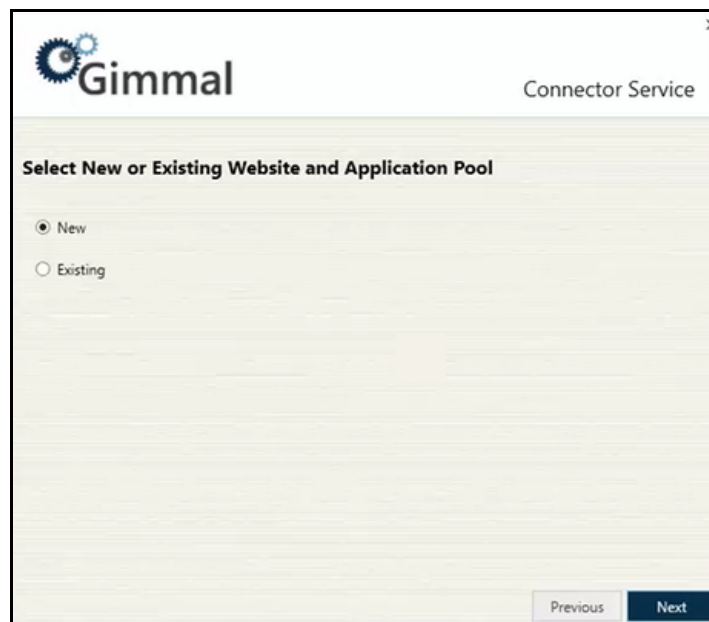 Gimmal
Connector Service
Select New or Existing Website and Application Pool
New
Existing
Previous
Next